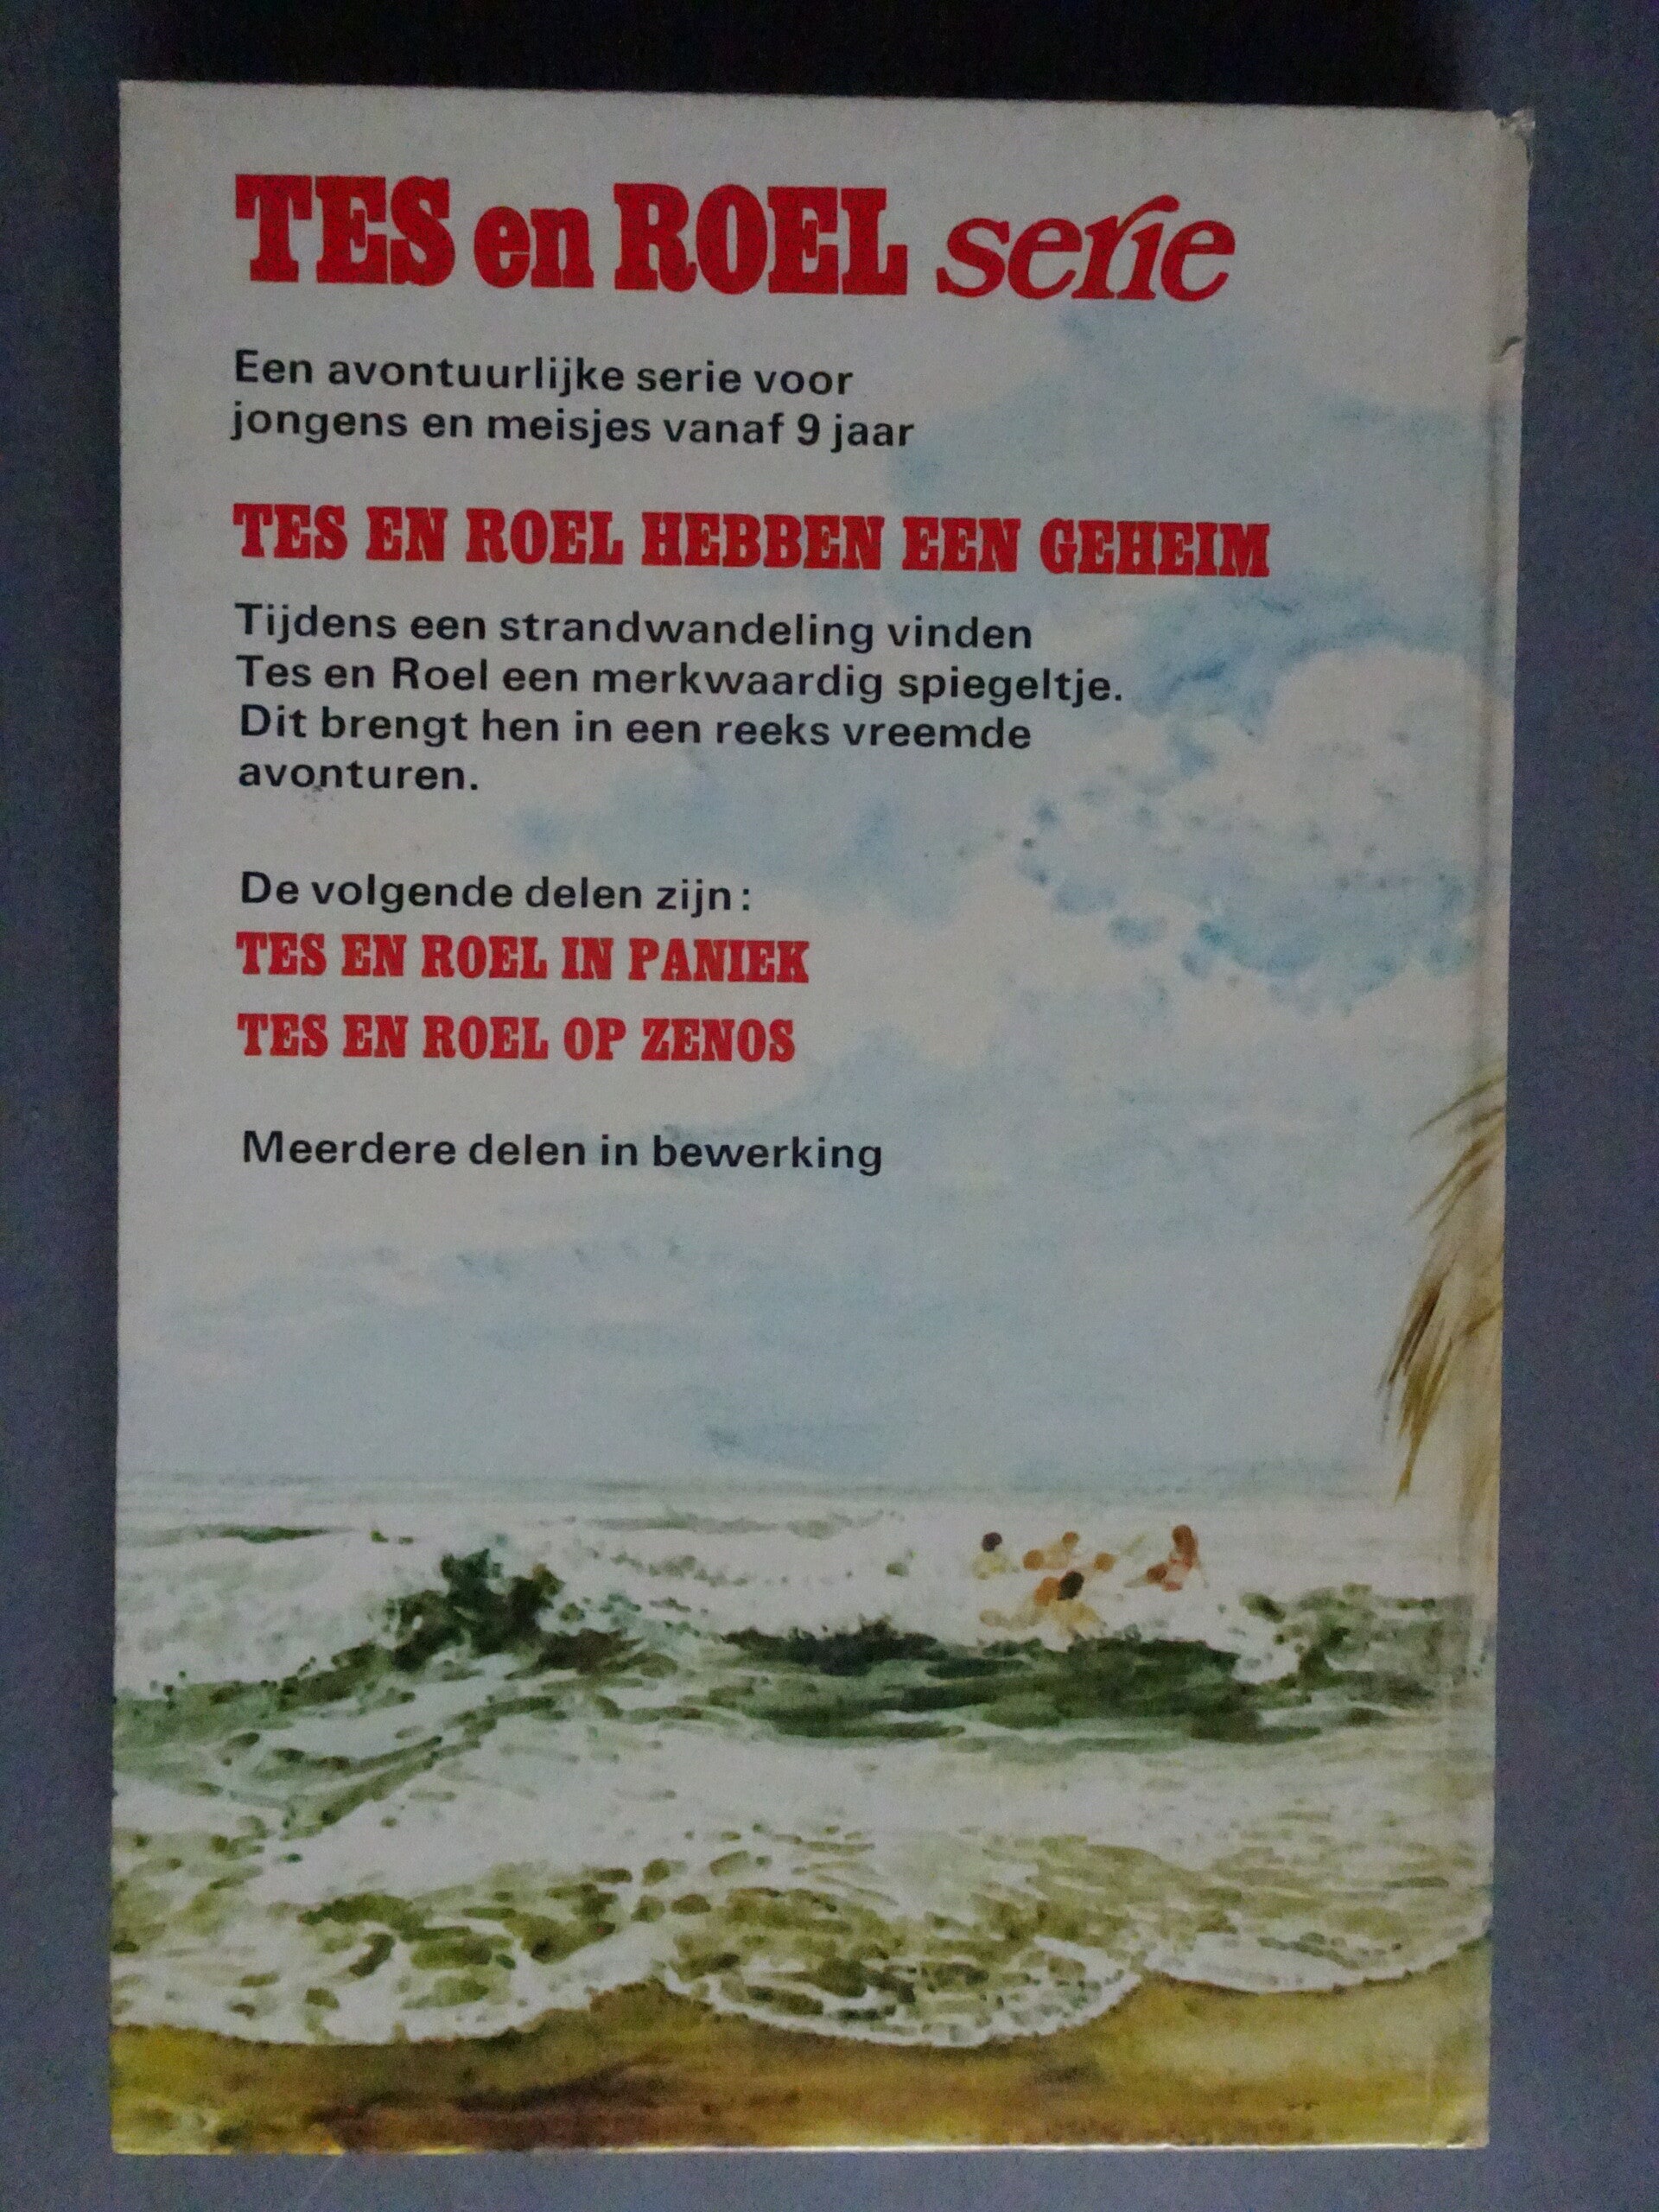 TES en ROEL serie
Een avontuurlijke serie voor
jongens en meisjes vanaf 9 jaar
TES EN ROEL HEBBEN EEN GEHEIM
Tijdens een strandwandeling vinden
Tes en Roel een merkwaardig spiegeltje.
Dit brengt hen in een reeks vreemde
avonturen.
De volgende delen zijn:
TES EN ROEL IN PANIEK
TES EN ROEL OP ZENOS
Meerdere delen in bewerking